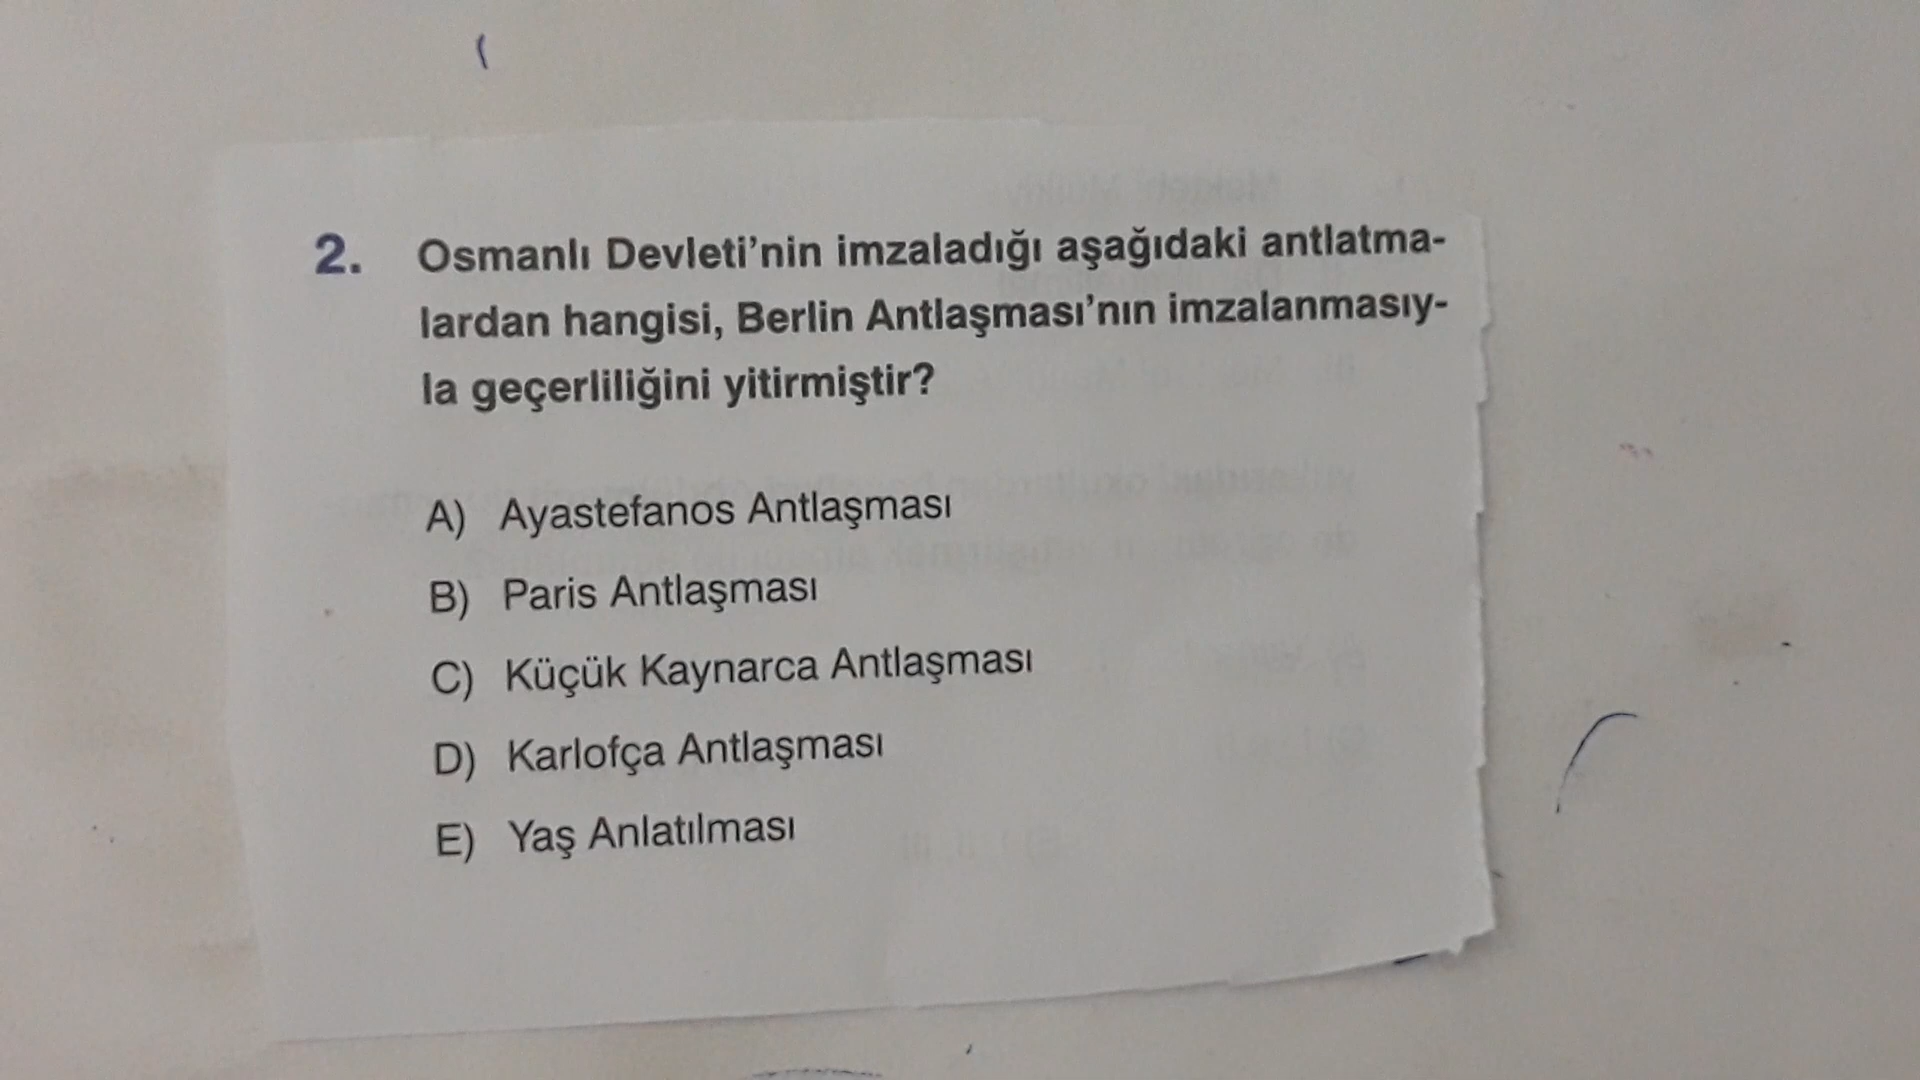 2. Osmanlı Devleti'nin imzaladığı aşağıdaki antlatma-
lardan hangisi, Berlin Antlaşması'nın imzalanmasıy-
la geçerliliğini yitirmiştir?
A) Ayastefanos Antlaşması
B) Paris Antlaşması
C) Küçük Kaynarca Antlaşması
D) Karlofça Antlaşması
E) Yaş Anlatılması